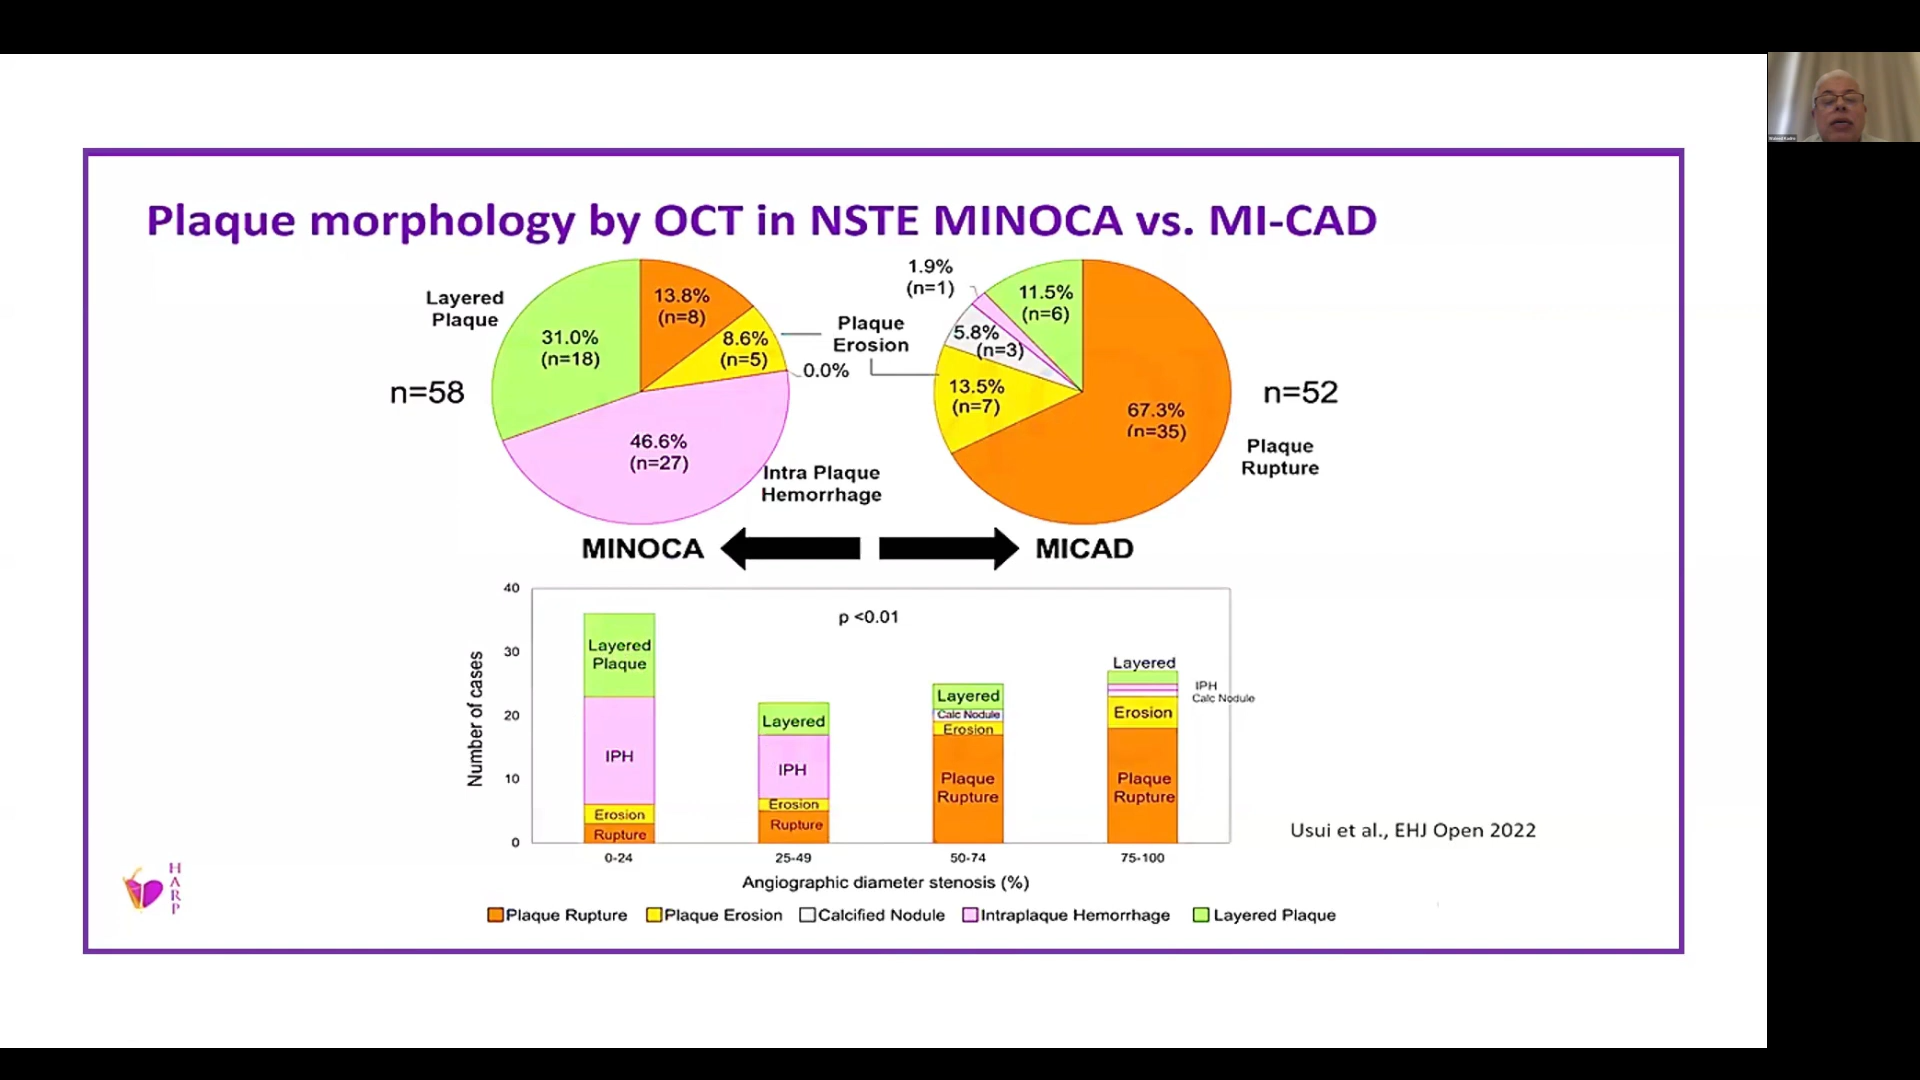 Plaque morphology by OCT in NSTE MINOCA vs. MI-CAD
Layered
Plaque
31.0%
(n=18)
13.8%
(n=8)
8.6%
(n=5)
0.0%
46.6%
(n=27)
Intra Plaque
Hemorrhage
n=58
Plaque
Erosion
1.9%
(n=1)
11.5%
(n=6)
5.8%
(n=3)
13.5%
(n=7)
67.3%
(n=35)
n=52
Plaque
Rupture
MINOCA
MICAD
p <0.01
Number of cases
40
30
20
10
0
Layered
Plaque
IPH
Erosion
Rupture
Layered
IPH
Erosion
Rupture
Layered
Calc Nodule
Erosion
Plaque
Rupture
Layered
IPH
Calc Nodule
Erosion
Plaque
Rupture
0-24
25-49
50-74
75-100
Angiographic diameter stenosis (%)
Plaque Rupture
Plaque Erosion
Calcified Nodule
Intraplaque Hemorrhage
Layered Plaque
Usui et al., EHJ Open 2022
HARP